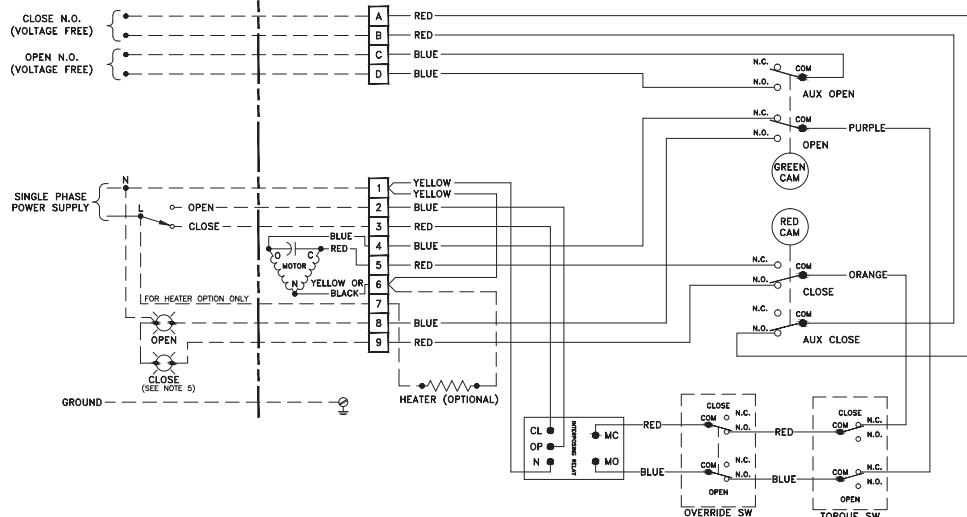 CLOSE N.O.
(VOLTAGE FREE)
OPEN N.O.
(VOLTAGE FREE)
A RED
B RED
C BLUE
D BLUE
N.C.
COM
N.O.
AUX OPEN
N.C.
COM
PURPLE
N.O.
OPEN
GREEN
CAM
RED
CAM
SINGLE PHASE
POWER SUPPLY
N
L
OPEN
CLOSE
1 YELLOW
YELLOW
2 BLUE
3 RED
4 BLUE
5 RED
6
7
8 BLUE
9 RED
BLUE
RED
O C
MOTOR
N
YELLOW OR
BLACK
FOR HEATER OPTION ONLY
OPEN
CLOSE
(SEE NOTE 5)
GROUND
HEATER (OPTIONAL)
N.C.
COM
ORANGE
N.O.
CLOSE
N.C.
COM
N.O.
AUX CLOSE
CL
OP
N
INTERPOSING RELAY
MC
MO
RED
BLUE
CLOSE
N.C.
COM
N.O.
RED
N.C.
COM
N.O.
BLUE
OPEN
OVERRIDE SW
CLOSE
N.C.
COM
N.O.
N.C.
COM
N.O.
OPEN
TORQUE SW